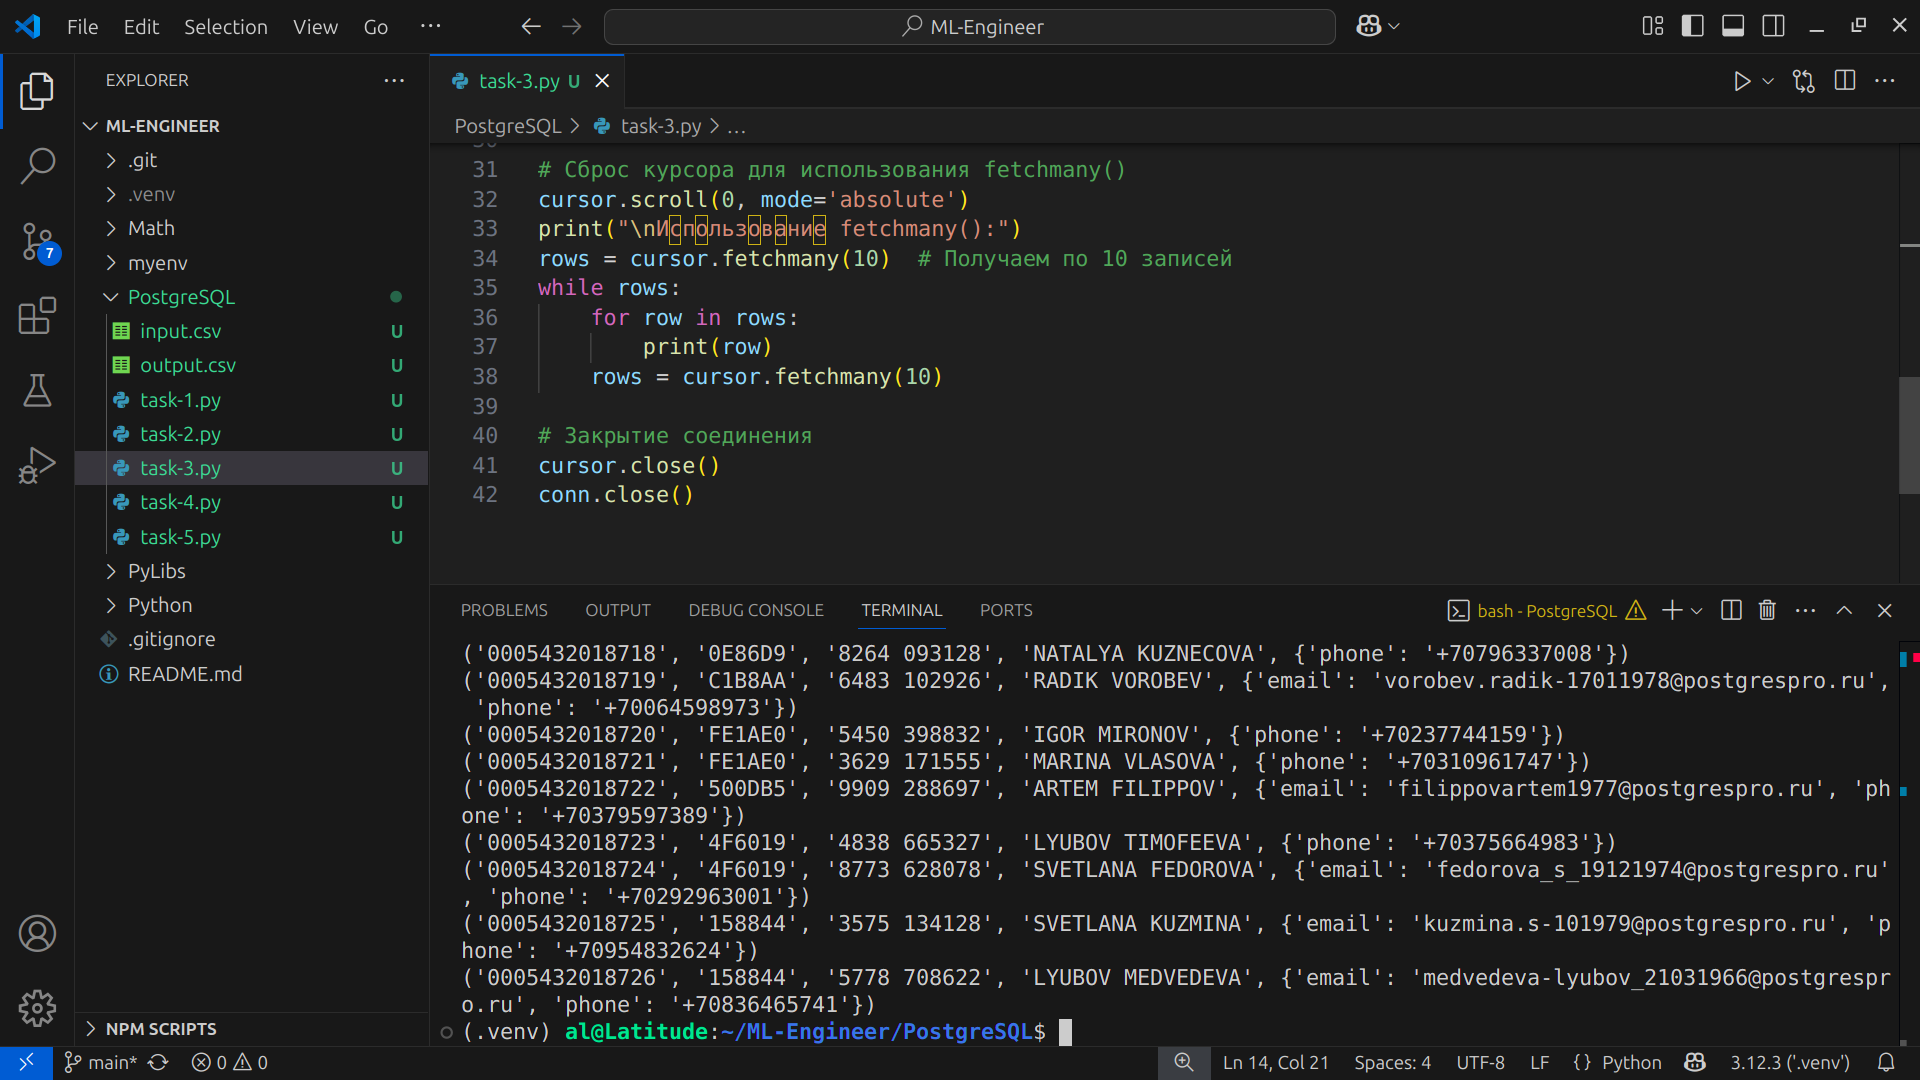 File Edit Selection View Go ··· ML-Engineer
EXPLORER ···
ML-ENGINEER
.git
.venv
Math
myenv
PostgreSQL
input.csv U
output.csv U
task-1.py U
task-2.py U
task-3.py U
task-4.py U
task-5.py U
PyLibs
Python
.gitignore
README.md
NPM SCRIPTS
7
task-3.py U
PostgreSQL > task-3.py > ...
31 # Сброс курсора для использования fetchmany()
32 cursor.scroll(0, mode='absolute')
33 print("\nИспользование fetchmany():")
34 rows = cursor.fetchmany(10)  # Получаем по 10 записей
35 while rows:
36     for row in rows:
37         print(row)
38     rows = cursor.fetchmany(10)
39
40 # Закрытие соединения
41 cursor.close()
42 conn.close()
PROBLEMS OUTPUT DEBUG CONSOLE TERMINAL PORTS bash - PostgreSQL
('0005432018718', '0E86D9', '8264 093128', 'NATALYA KUZNECOVA', {'phone': '+70796337008'})
('0005432018719', 'C1B8AA', '6483 102926', 'RADIK VOROBEV', {'email': 'vorobev.radik-17011978@postgrespro.ru',
 'phone': '+70064598973'})
('0005432018720', 'FE1AE0', '5450 398832', 'IGOR MIRONOV', {'phone': '+70237744159'})
('0005432018721', 'FE1AE0', '3629 171555', 'MARINA VLASOVA', {'phone': '+70310961747'})
('0005432018722', '500DB5', '9909 288697', 'ARTEM FILIPPOV', {'email': 'filippovartem1977@postgrespro.ru', 'ph
one': '+70379597389'})
('0005432018723', '4F6019', '4838 665327', 'LYUBOV TIMOFEEVA', {'phone': '+70375664983'})
('0005432018724', '4F6019', '8773 628078', 'SVETLANA FEDOROVA', {'email': 'fedorova_s_19121974@postgrespro.ru'
, 'phone': '+70292963001'})
('0005432018725', '158844', '3575 134128', 'SVETLANA KUZMINA', {'email': 'kuzmina.s-101979@postgrespro.ru', 'p
hone': '+70954832624'})
('0005432018726', '158844', '5778 708622', 'LYUBOV MEDVEDEVA', {'email': 'medvedeva-lyubov_21031966@postgrespr
o.ru', 'phone': '+70836465741'})
(.venv) al@Latitude:~/ML-Engineer/PostgreSQL$
main* 0 0 Ln 14, Col 21 Spaces: 4 UTF-8 LF {} Python 3.12.3 ('.venv')